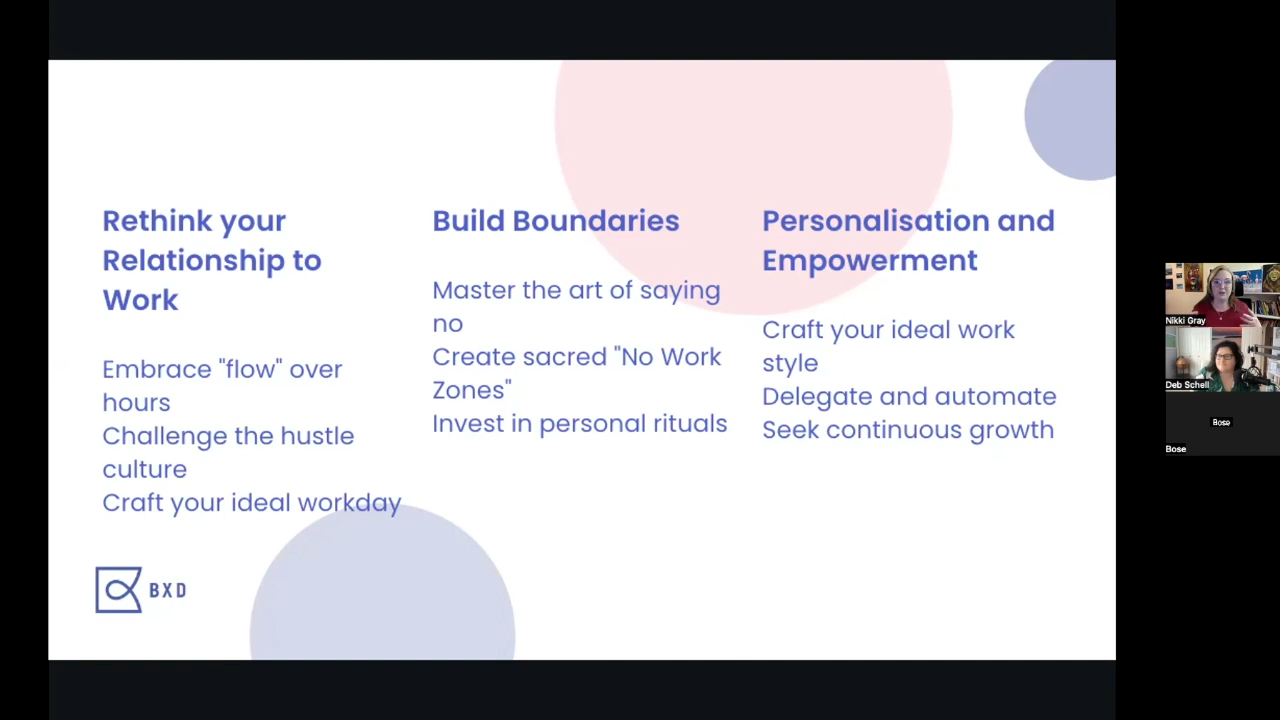 Rethink your
Relationship to
Work
Embrace "flow" over
hours
Challenge the hustle
culture
Craft your ideal workday
Build Boundaries
Master the art of saying
no
Create sacred "No Work
Zones"
Invest in personal rituals
Personalisation and
Empowerment
Craft your ideal work
style
Delegate and automate
Seek continuous growth
BXD
Nikki Gray
Deb Schell
Bose
Bose